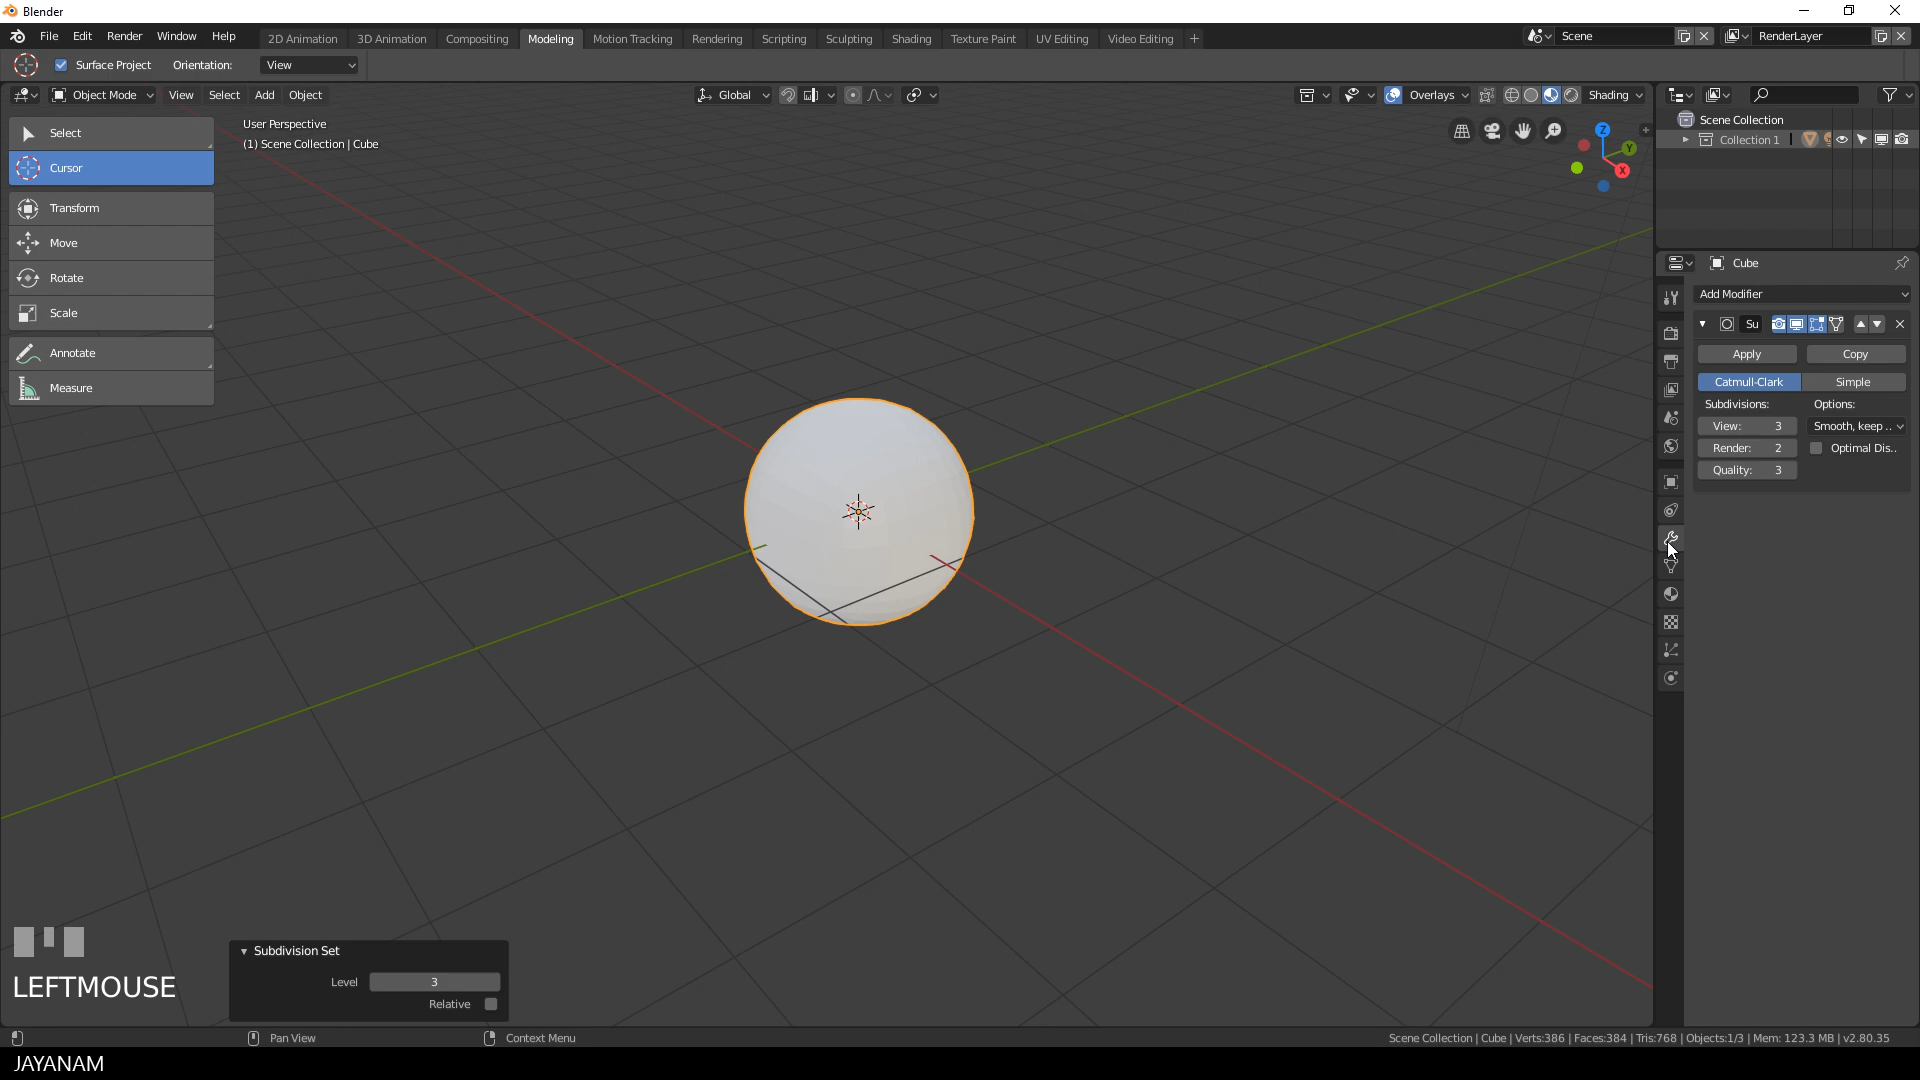 Blender
File Edit Render Window Help 2D Animation 3D Animation Compositing Modeling Motion Tracking Rendering Scripting Sculpting Shading Texture Paint UV Editing Video Editing + Scene RenderLayer
Surface Project Orientation: View
Object Mode View Select Add Object Global Overlays Shading
Select
Cursor
Transform
Move
Rotate
Scale
Annotate
Measure
User Perspective
(1) Scene Collection | Cube
Z
Y
X
Scene Collection
Collection 1
Cube
Add Modifier
Su
Apply Copy
Catmull-Clark Simple
Subdivisions: Options:
View: 3 Smooth, keep ..
Render: 2 Optimal Dis..
Quality: 3
LEFTMOUSE
Subdivision Set
Level 3
Relative
Pan View Context Menu Scene Collection | Cube | Verts:386 | Faces:384 | Tris:768 | Objects:1/3 | Mem: 123.3 MB | v2.80.35
JAYANAM